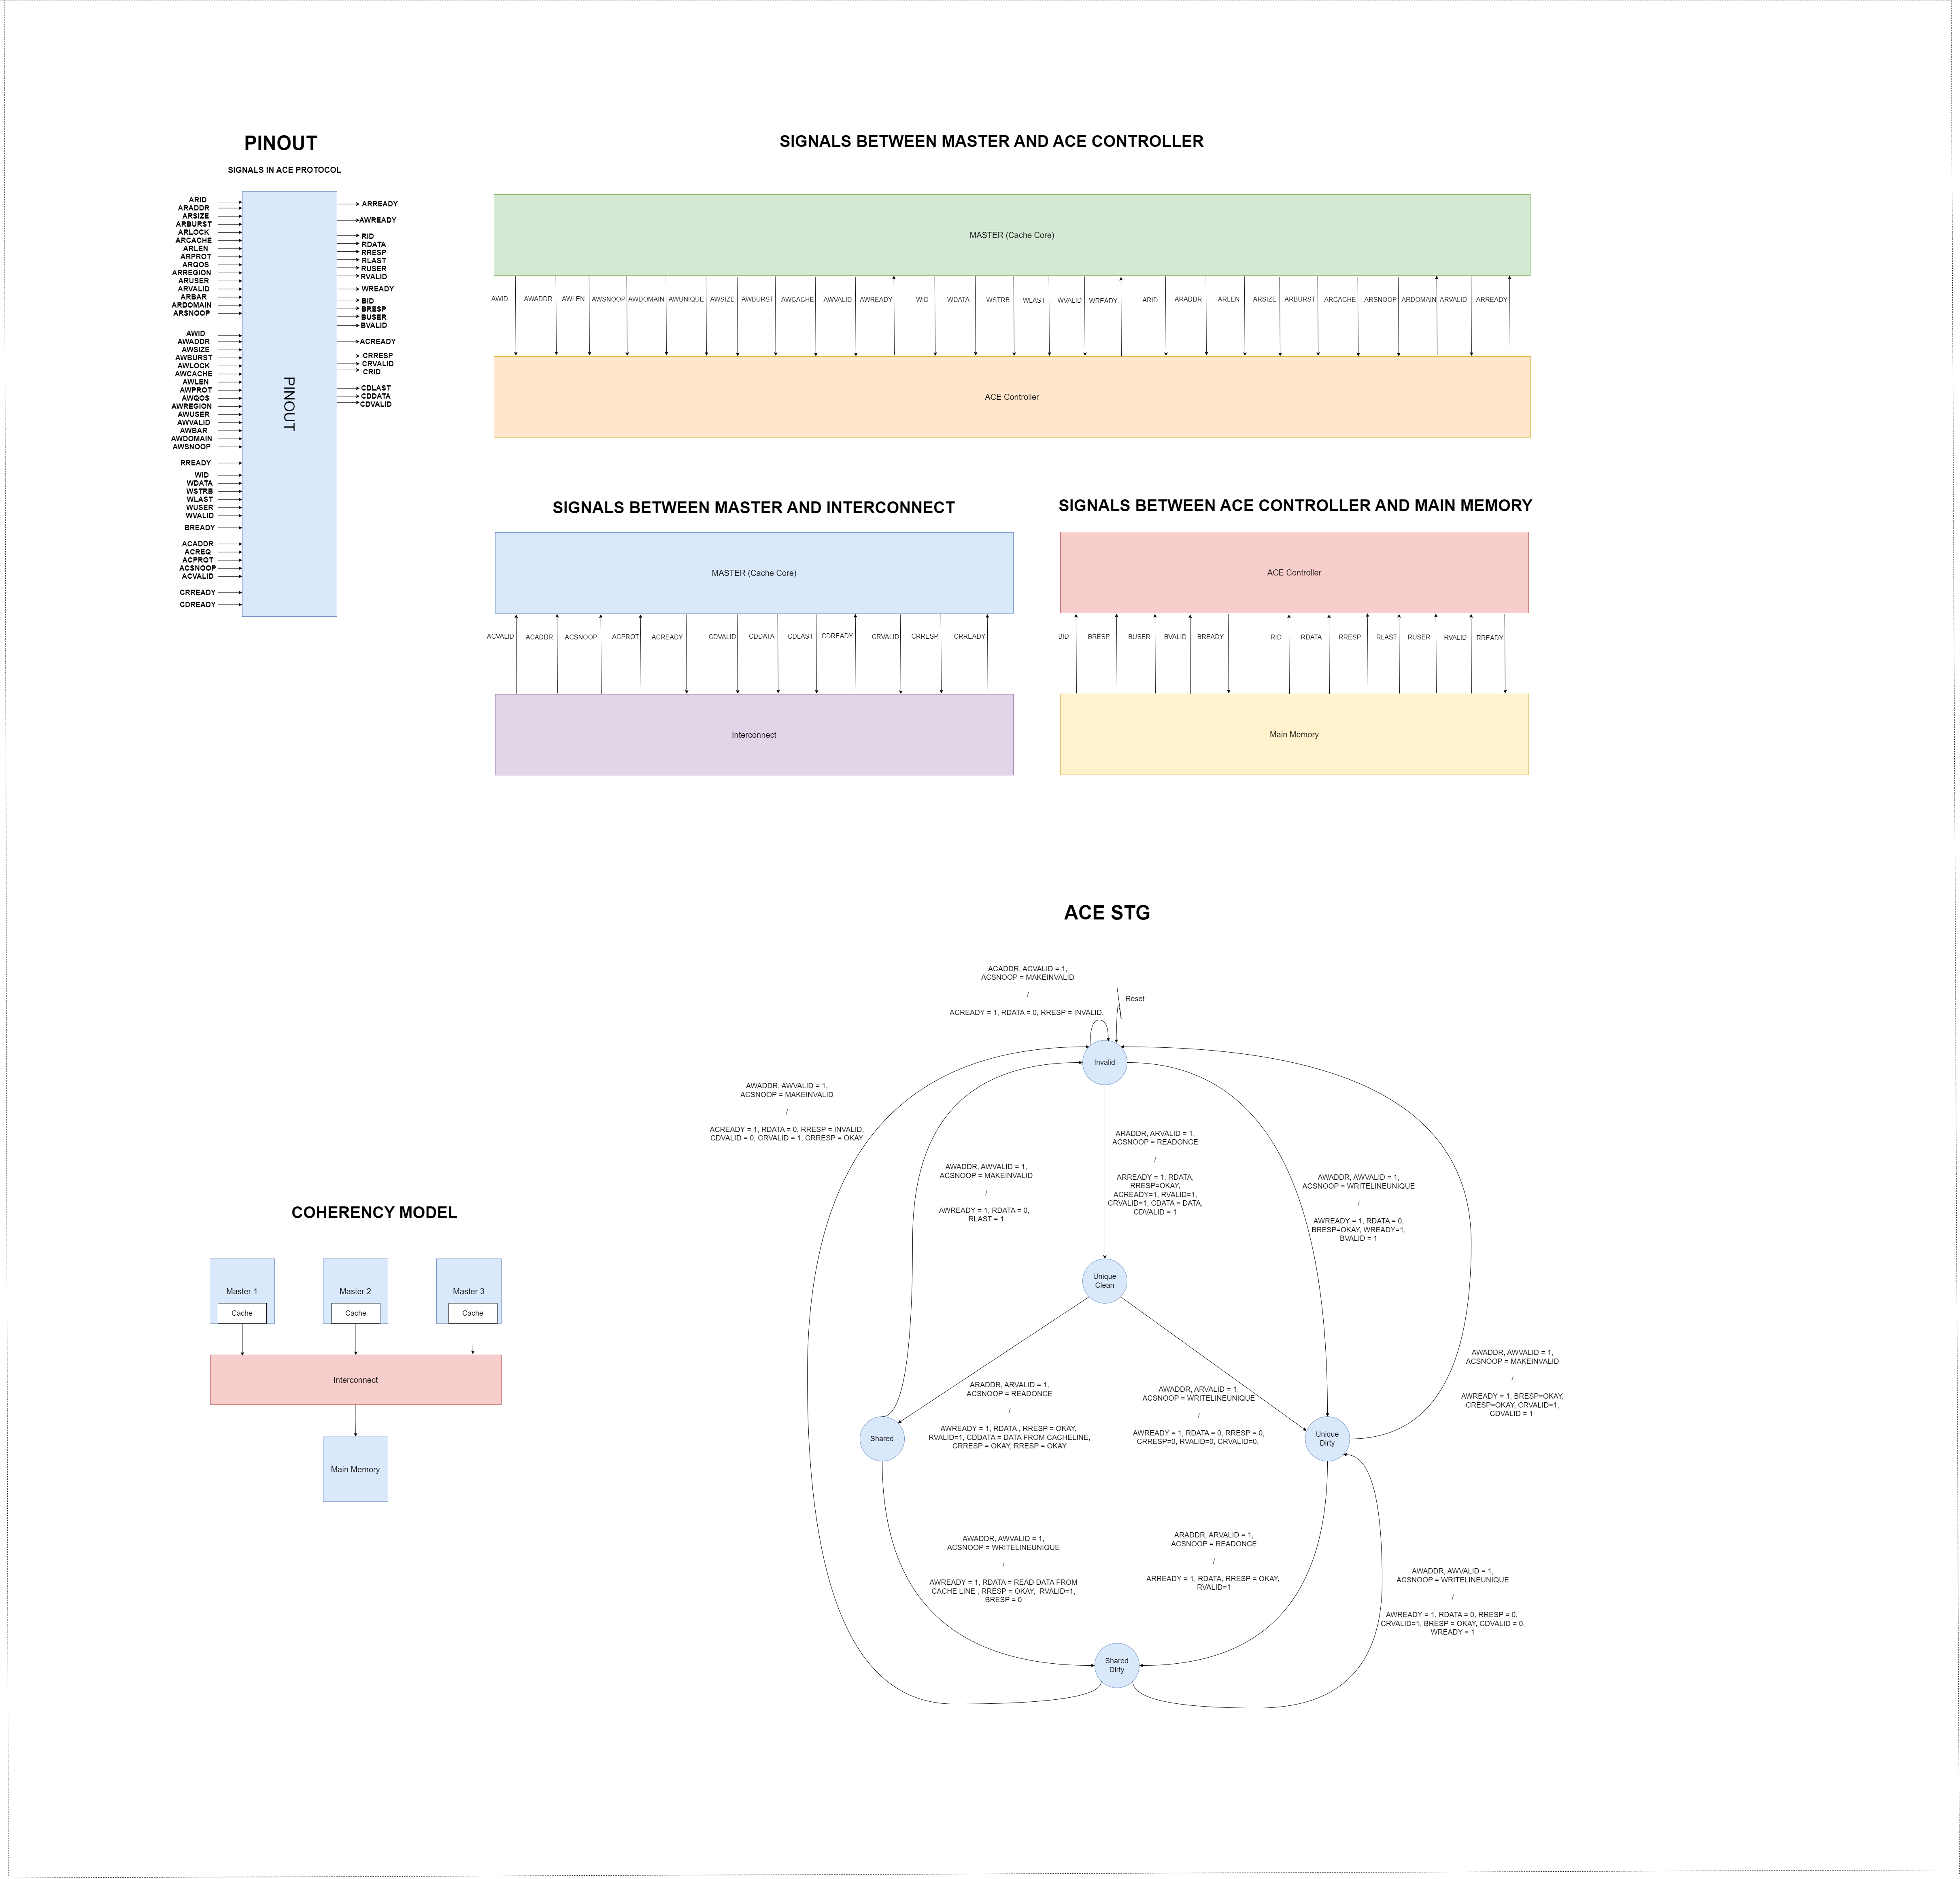 PINOUT
SIGNALS IN ACE PROTOCOL
ARID
ARADDR
ARSIZE
ARBURST
ARLOCK
ARCACHE
ARLEN
ARPROT
ARQOS
ARREGION
ARUSER
ARVALID
ARBAR
ARDOMAIN
ARSNOOP
AWID
AWADDR
AWSIZE
AWBURST
AWLOCK
AWCACHE
AWLEN
AWPROT
AWQOS
AWREGION
AWUSER
AWVALID
AWBAR
AWDOMAIN
AWSNOOP
RREADY
WID
WDATA
WSTRB
WLAST
WUSER
WVALID
BREADY
ACADDR
ACREQ
ACPROT
ACSNOOP
ACVALID
CRREADY
CDREADY
PINOUT
ARREADY
AWREADY
RID
RDATA
RRESP
RLAST
RUSER
RVALID
WREADY
BID
BRESP
BUSER
BVALID
ACREADY
CRRESP
CRVALID
CRID
CDLAST
CDDATA
CDVALID
SIGNALS BETWEEN MASTER AND ACE CONTROLLER
MASTER (Cache Core)
AWID AWADDR AWLEN AWSNOOP AWDOMAIN AWUNIQUE AWSIZE AWBURST AWCACHE AWVALID AWREADY WID WDATA WSTRB WLAST WVALID WREADY ARID ARADDR ARLEN ARSIZE ARBURST ARCACHE ARSNOOP ARDOMAIN ARVALID ARREADY
ACE Controller
SIGNALS BETWEEN MASTER AND INTERCONNECT
MASTER (Cache Core)
ACVALID ACADDR ACSNOOP ACPROT ACREADY CDVALID CDDATA CDLAST CDREADY CRVALID CRRESP CRREADY
Interconnect
SIGNALS BETWEEN ACE CONTROLLER AND MAIN MEMORY
ACE Controller
BID BRESP BUSER BVALID BREADY RID RDATA RRESP RLAST RUSER RVALID RREADY
Main Memory
COHERENCY MODEL
Master 1 Master 2 Master 3
Cache Cache Cache
Interconnect
Main Memory
ACE STG
ACADDR, ACVALID = 1,
ACSNOOP = MAKEINVALID
/
ACREADY = 1, RDATA = 0, RRESP = INVALID,
Reset
Invalid
AWADDR, AWVALID = 1,
ACSNOOP = MAKEINVALID
/
ACREADY = 1, RDATA = 0, RRESP = INVALID,
CDVALID = 0, CRVALID = 1, CRRESP = OKAY
AWADDR, AWVALID = 1,
ACSNOOP = MAKEINVALID
/
AWREADY = 1, RDATA = 0,
RLAST = 1
ARADDR, ARVALID = 1,
ACSNOOP = READONCE
/
ARREADY = 1, RDATA,
RRESP=OKAY,
ACREADY=1, RVALID=1,
CRVALID=1, CDATA = DATA,
CDVALID = 1
AWADDR, AWVALID = 1,
ACSNOOP = WRITELINEUNIQUE
/
AWREADY = 1, RDATA = 0,
BRESP=OKAY, WREADY=1,
BVALID = 1
Unique
Clean
AWADDR, AWVALID = 1,
ACSNOOP = MAKEINVALID
/
AWREADY = 1, BRESP=OKAY,
CRESP=OKAY, CRVALID=1,
CDVALID = 1
ARADDR, ARVALID = 1,
ACSNOOP = READONCE
/
AWREADY = 1, RDATA , RRESP = OKAY,
RVALID=1, CDDATA = DATA FROM CACHELINE,
CRRESP = OKAY, RRESP = OKAY
AWADDR, ARVALID = 1,
ACSNOOP = WRITELINEUNIQUE
/
AWREADY = 1, RDATA = 0, RRESP = 0,
CRRESP=0, RVALID=0, CRVALID=0,
Shared
Unique
Dirty
AWADDR, AWVALID = 1,
ACSNOOP = WRITELINEUNIQUE
/
AWREADY = 1, RDATA = READ DATA FROM
CACHE LINE , RRESP = OKAY, RVALID=1,
BRESP = 0
ARADDR, ARVALID = 1,
ACSNOOP = READONCE
/
ARREADY = 1, RDATA, RRESP = OKAY,
RVALID=1
AWADDR, AWVALID = 1,
ACSNOOP = WRITELINEUNIQUE
/
AWREADY = 1, RDATA = 0, RRESP = 0,
CRVALID=1, BRESP = OKAY, CDVALID = 0,
WREADY = 1
Shared
Dirty